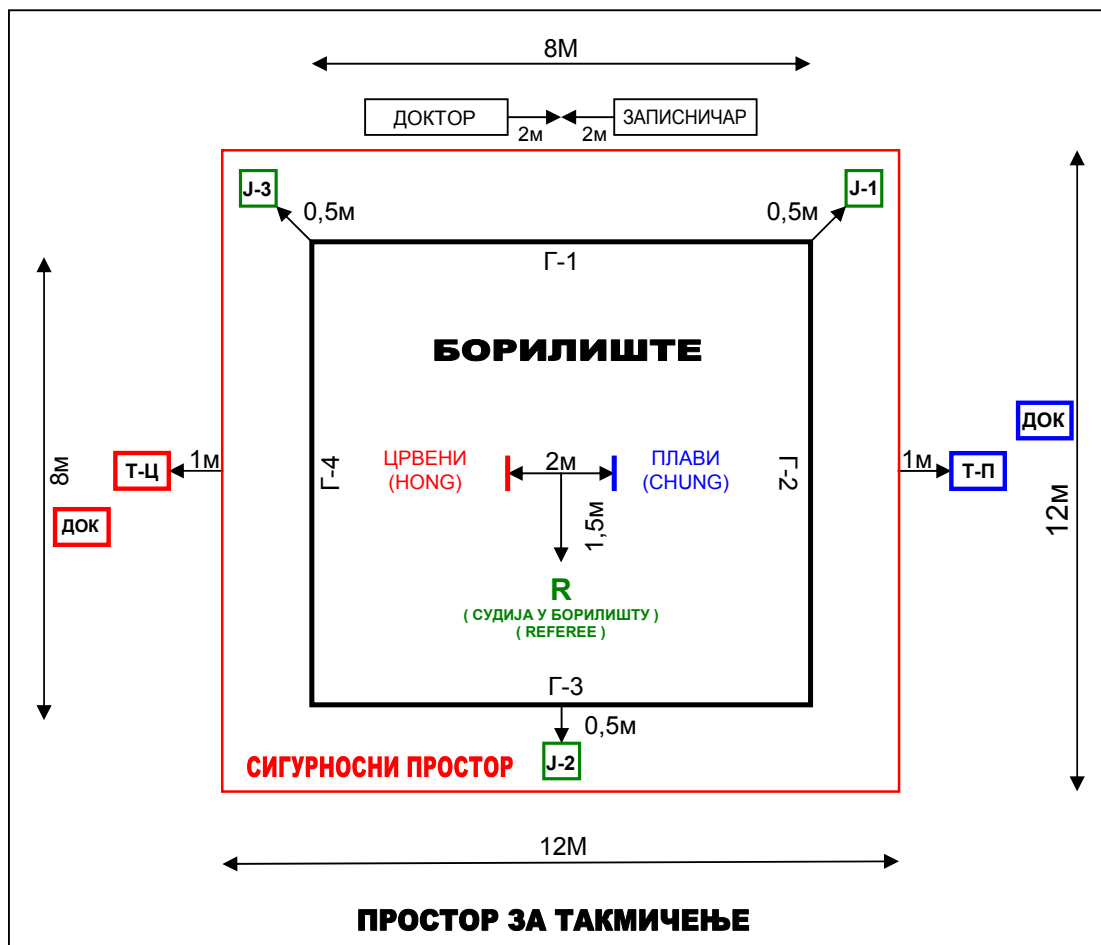 8М
ДОКТОР
ЗАПИСНИЧАР
2м
2м
J-3
J-1
0,5м
0,5м
Г-1
БОРИЛИШТЕ
ДОК
Т-Ц
1м
ЦРВЕНИ
(HONG)
2м
ПЛАВИ
(CHUNG)
1м
Т-П
8м
Г-4
Г-2
12м
1,5м
ДОК
R
( СУДИЈА У БОРИЛИШТУ )
( REFEREE )
Г-3
0,5м
J-2
СИГУРНОСНИ ПРОСТОР
12М
ПРОСТОР ЗА ТАКМИЧЕЊЕ